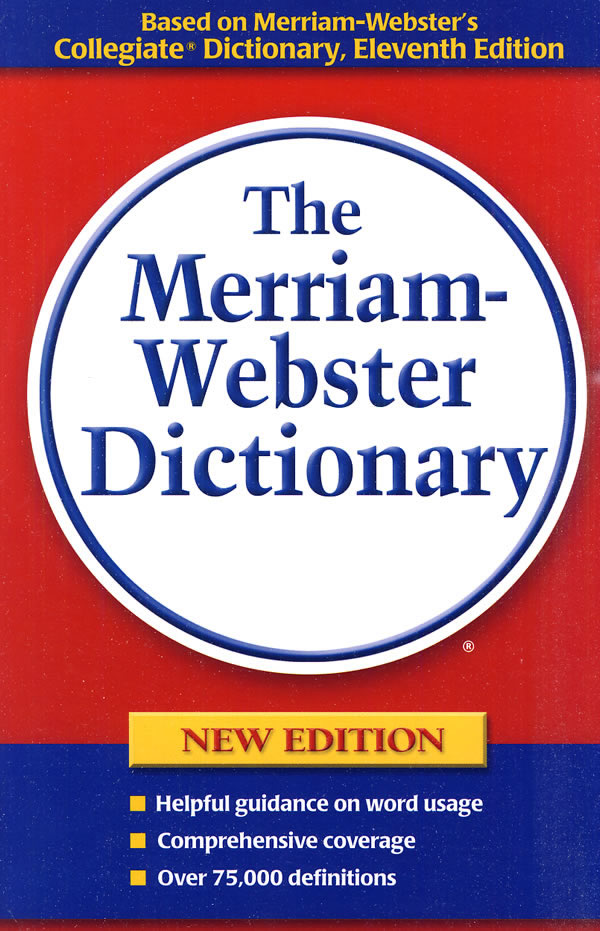 Based on Merriam-Webster's
Collegiate® Dictionary, Eleventh Edition
The
Merriam-
Webster
Dictionary
®
NEW EDITION
■ Helpful guidance on word usage
■ Comprehensive coverage
■ Over 75,000 definitions